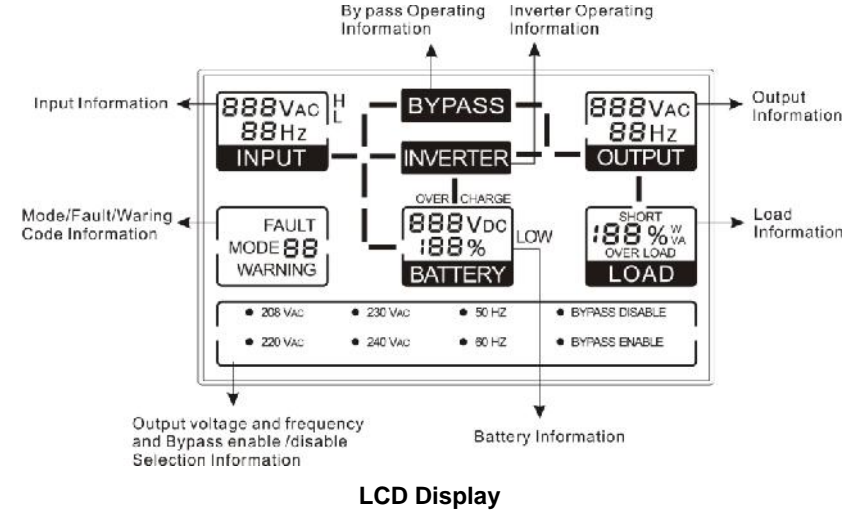 By pass Operating
Information
Inverter Operating
Information
Input Information
888VAC H
L
88Hz
INPUT
BYPASS
INVERTER
888VAC
88Hz
OUTPUT
Output
Information
Mode/Fault/Waring
Code Information
FAULT
MODE 88
WARNING
OVER CHARGE
888VDC
188%
LOW
BATTERY
SHORT
188% W
VA
OVER LOAD
LOAD
Load
Information
208 VAC
230 VAC
50 HZ
BYPASS DISABLE
220 VAC
240 VAC
60 HZ
BYPASS ENABLE
Output voltage and frequency
and Bypass enable /disable
Selection Information
Battery Information
LCD Display